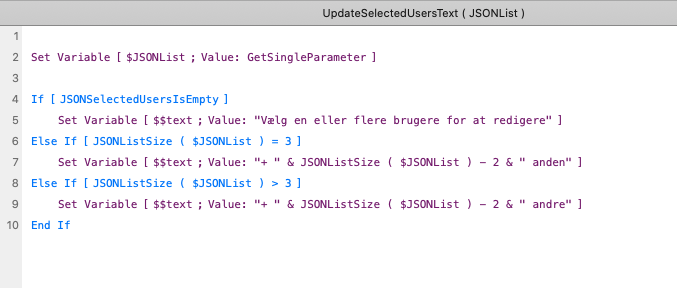 UpdateSelectedUsersText ( JSONList )
1
2 Set Variable [ $JSONList ; Value: GetSingleParameter ]
3
4 If [ JSONSelectedUsersIsEmpty ]
5 Set Variable [ $$text ; Value: "Vælg en eller flere brugere for at redigere" ]
6 Else If [ JSONListSize ( $JSONList ) = 3 ]
7 Set Variable [ $$text ; Value: "+ " & JSONListSize ( $JSONList ) - 2 & " anden" ]
8 Else If [ JSONListSize ( $JSONList ) > 3 ]
9 Set Variable [ $$text ; Value: "+ " & JSONListSize ( $JSONList ) - 2 & " andre" ]
10 End If